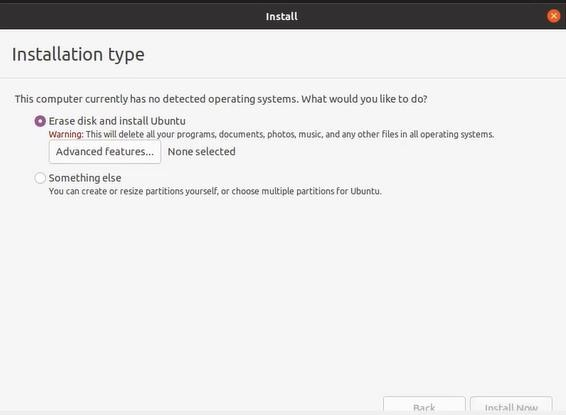 Install
Installation type
This computer currently has no detected operating systems. What would you like to do?
Erase disk and install Ubuntu
Warning: This will delete all your programs, documents, photos, music, and any other files in all operating systems.
Advanced features... None selected
Something else
You can create or resize partitions yourself, or choose multiple partitions for Ubuntu.
Back Install Now